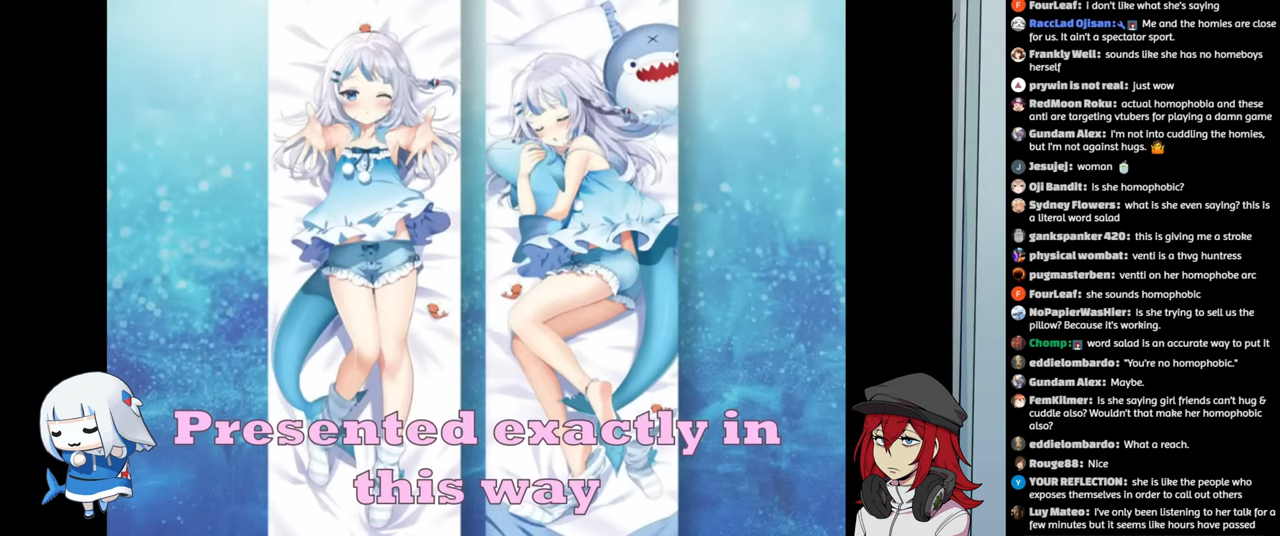 Presented exactly in
this way
FourLeaf: i don't like what she's saying
RaccLad Ojisan: Me and the homies are close
for us. It ain't a spectator sport.
Frankly Well: sounds like she has no homeboys
herself
prywin is not real: just wow
RedMoon Roku: actual homophobia and these
anti are targeting vtubers for playing a damn game
Gundam Alex: I'm not into cuddling the homies,
but I'm not against hugs.
J Jesujej: woman
Oji Bandit: Is she homophobic?
Sydney Flowers: what is she even saying? this is
a literal word salad
gankspanker 420: this is giving me a stroke
physical wombat: venti is a thvg huntress
pugmasterben: ventti on her homophobe arc
F FourLeaf: she sounds homophobic
NoPapierWasHier: Is she trying to sell us the
pillow? Because it's working.
Chomp: word salad is an accurate way to put it
eddielombardo: "You're no homophobic."
Gundam Alex: Maybe.
FemKilmer: Is she saying girl friends can't hug &
cuddle also? Wouldn't that make her homophobic
also?
eddielombardo: What a reach.
Rouge88: Nice
Y YOUR REFLECTION: she is like the people who
exposes themselves in order to call out others
Luy Mateo: I've only been listening to her talk for a
few minutes but it seems like hours have passed